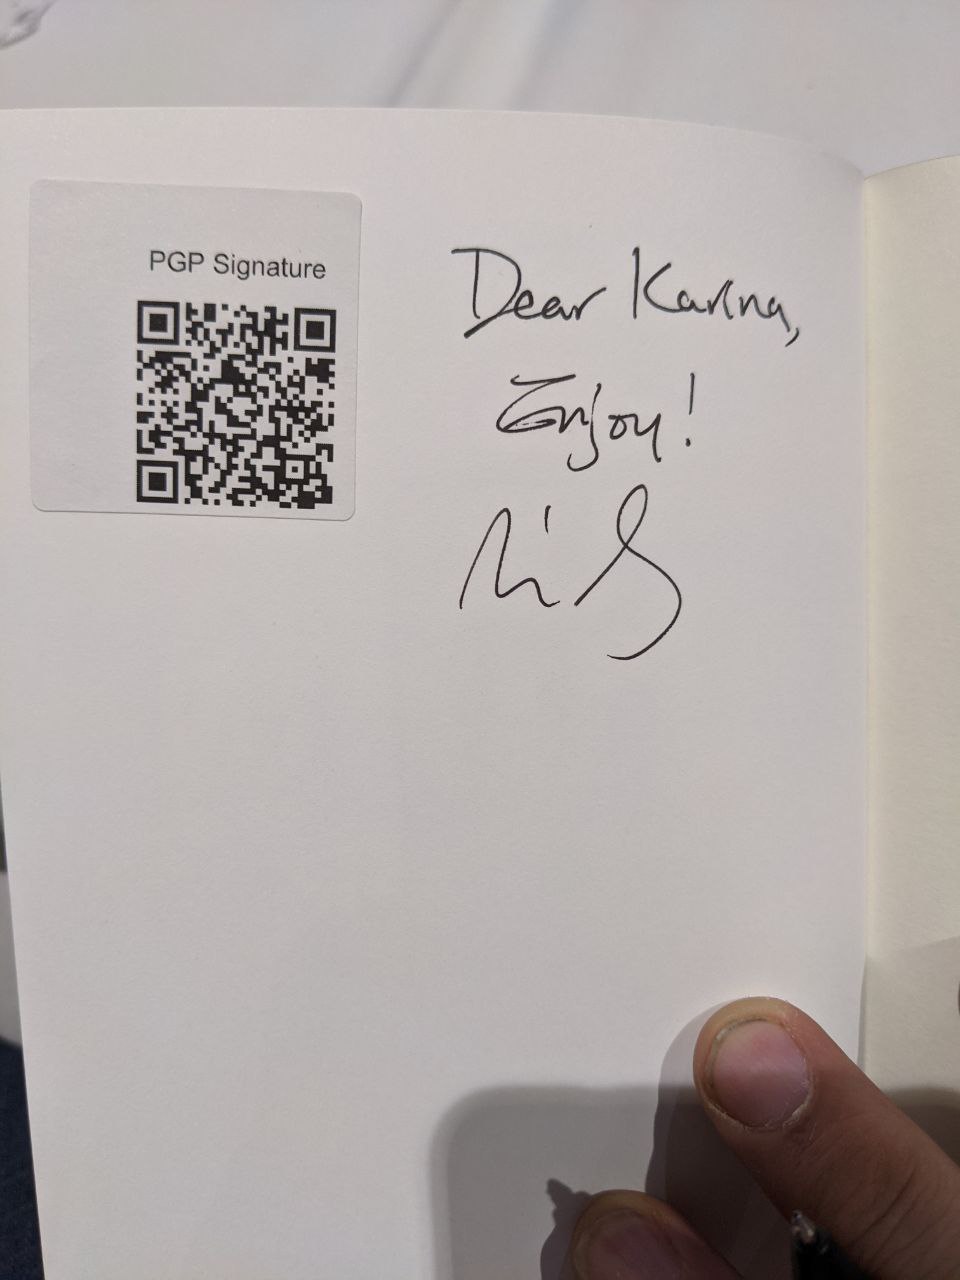 PGP Signature
Dear Karina,
Enjoy!